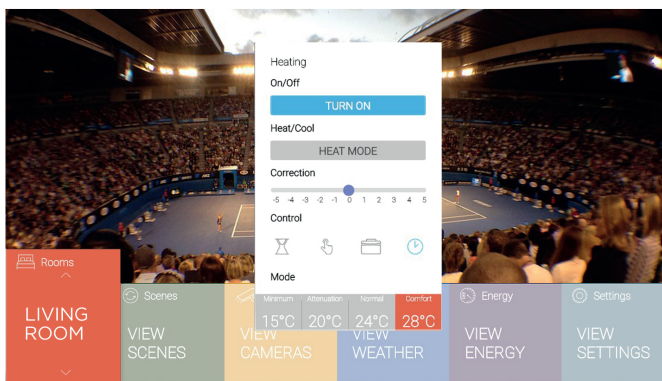 Heating
On/Off
TURN ON
Heat/Cool
HEAT MODE
Correction
-5 -4 -3 -2 -1 0 1 2 3 4 5
Control
Mode
Minimum Attenuation Normal Comfort
15°C 20°C 24°C 28°C
Rooms
LIVING
ROOM
Scenes
VIEW
SCENES
VIEW
CAMERAS
VIEW
WEATHER
Energy
VIEW
ENERGY
Settings
VIEW
SETTINGS